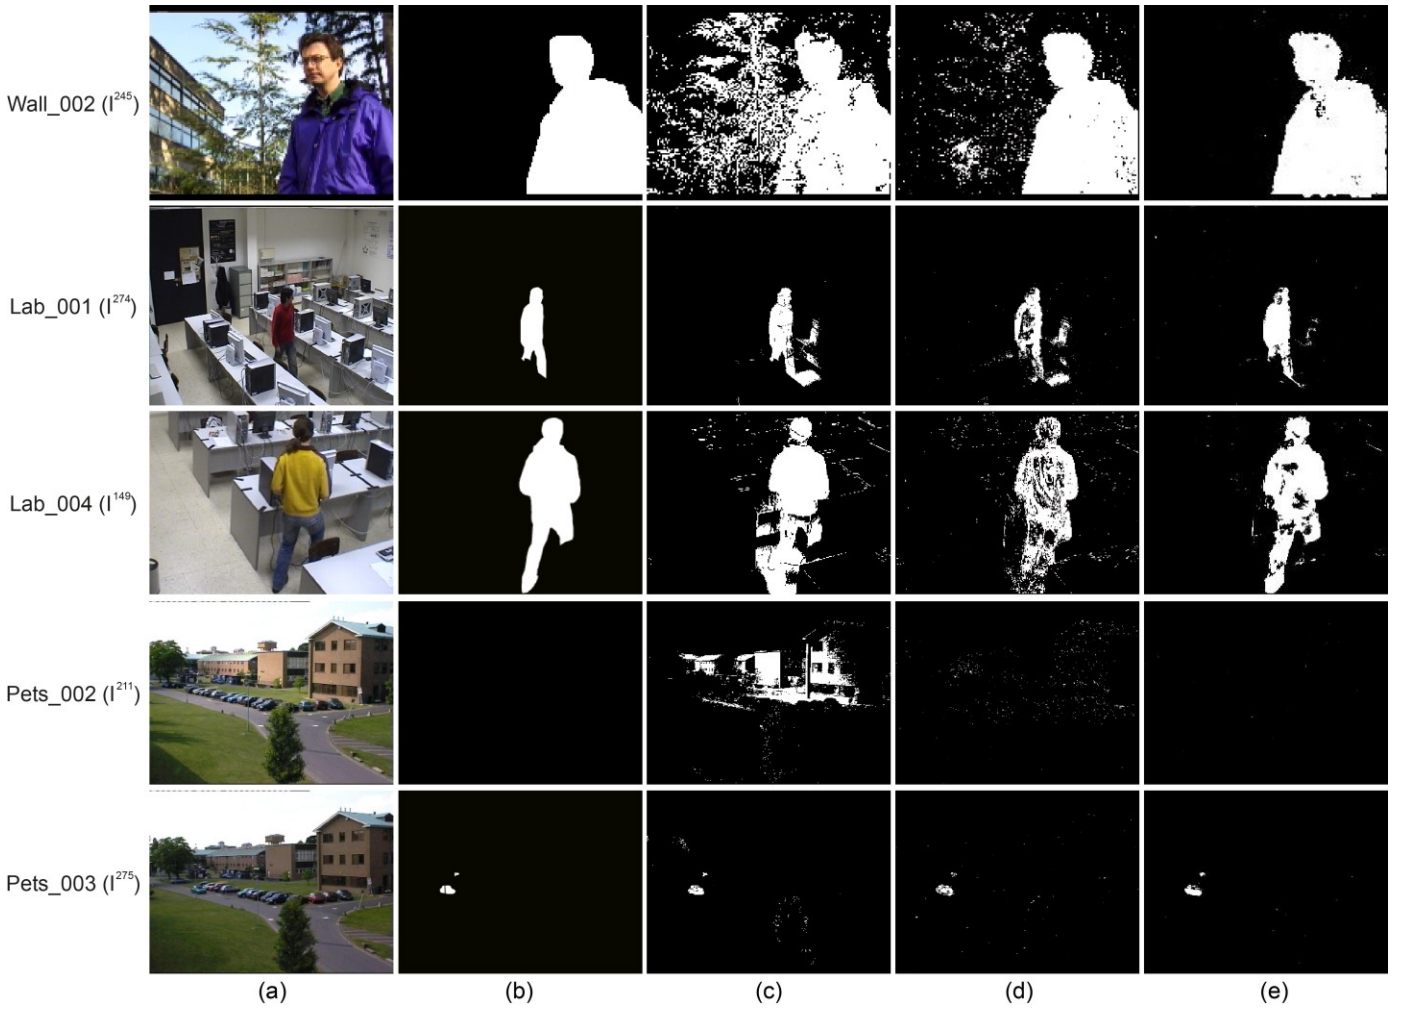 Wall_002 (I²⁴⁵)
Lab_001 (I²⁷⁴)
Lab_004 (I¹⁴⁹)
Pets_002 (I²¹¹)
Pets_003 (I²⁷⁵)
(a) (b) (c) (d) (e)